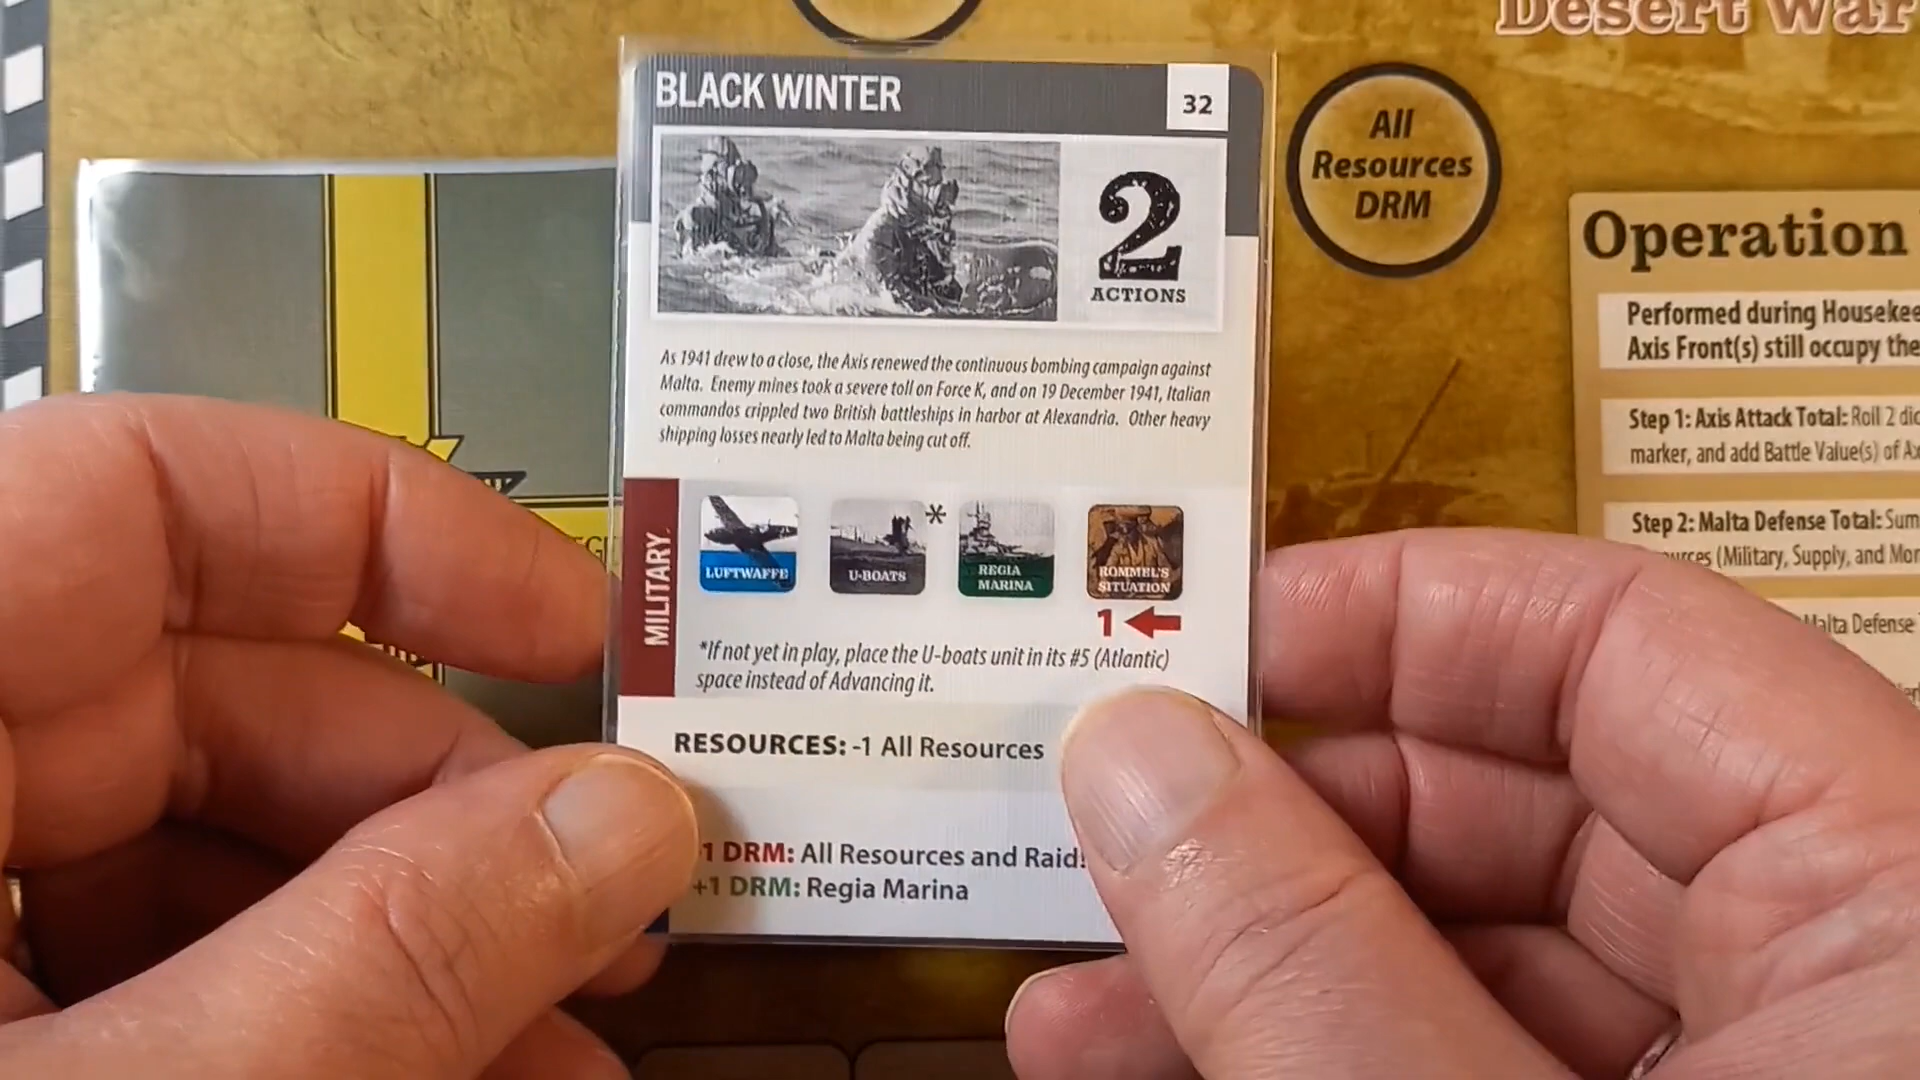 Desert War
BLACK WINTER
32
2
ACTIONS
All
Resources
DRM
As 1941 drew to a close, the Axis renewed the continuous bombing campaign against
Malta. Enemy mines took a severe toll on Force K, and on 19 December 1941, Italian
commandos crippled two British battleships in harbor at Alexandria. Other heavy
shipping losses nearly led to Malta being cut off.
MILITARY
LUFTWAFFE
U-BOATS
*
REGIA
MARINA
ROMMEL'S
SITUATION
1
*If not yet in play, place the U-boats unit in its #5 (Atlantic)
space instead of Advancing it.
RESOURCES: -1 All Resources
1 DRM: All Resources and Raid!
+1 DRM: Regia Marina
Operation
Performed during
Axis Front(s) still occupy the
Step 1: Axis Attack Total: Roll 2
marker, and add Battle Value(s) of
Step 2: Malta Defense Total:
(Military, Supply, and
Malta Defense